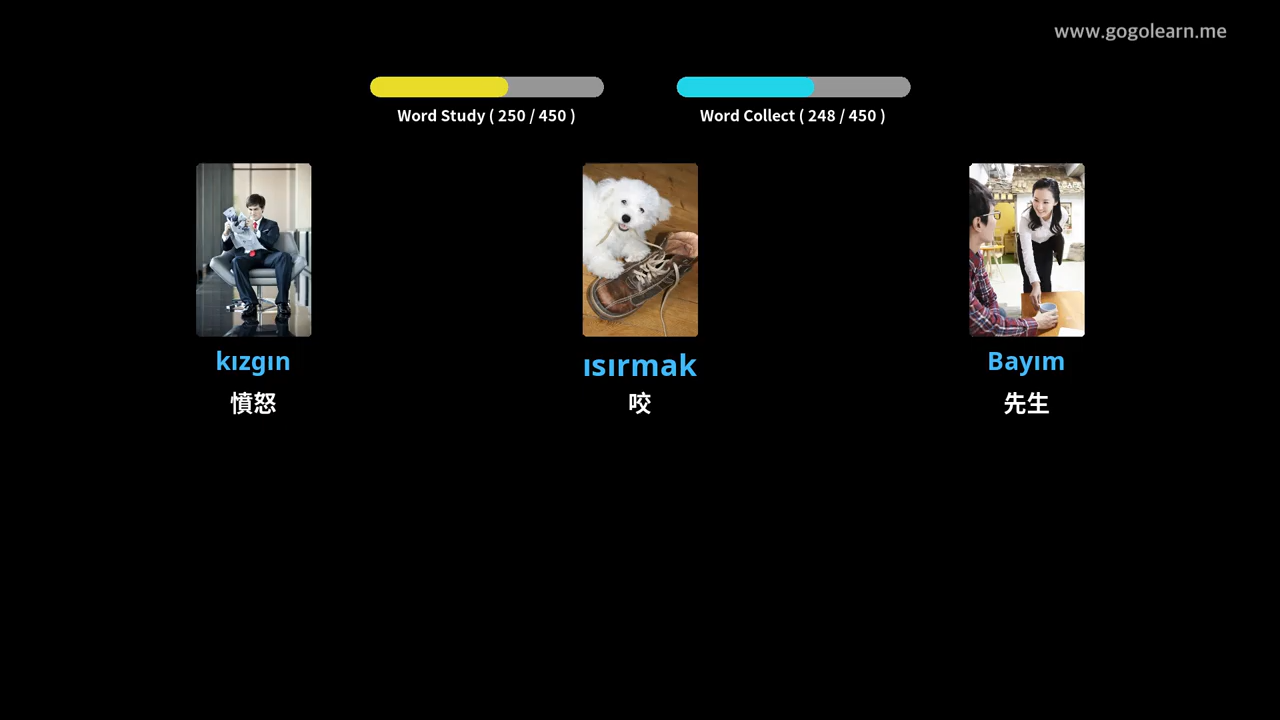 www.gogolearn.me
Word Study ( 250 / 450 )
Word Collect ( 248 / 450 )
kızgın
ısırmak
Bayım
憤怒
咬
先生